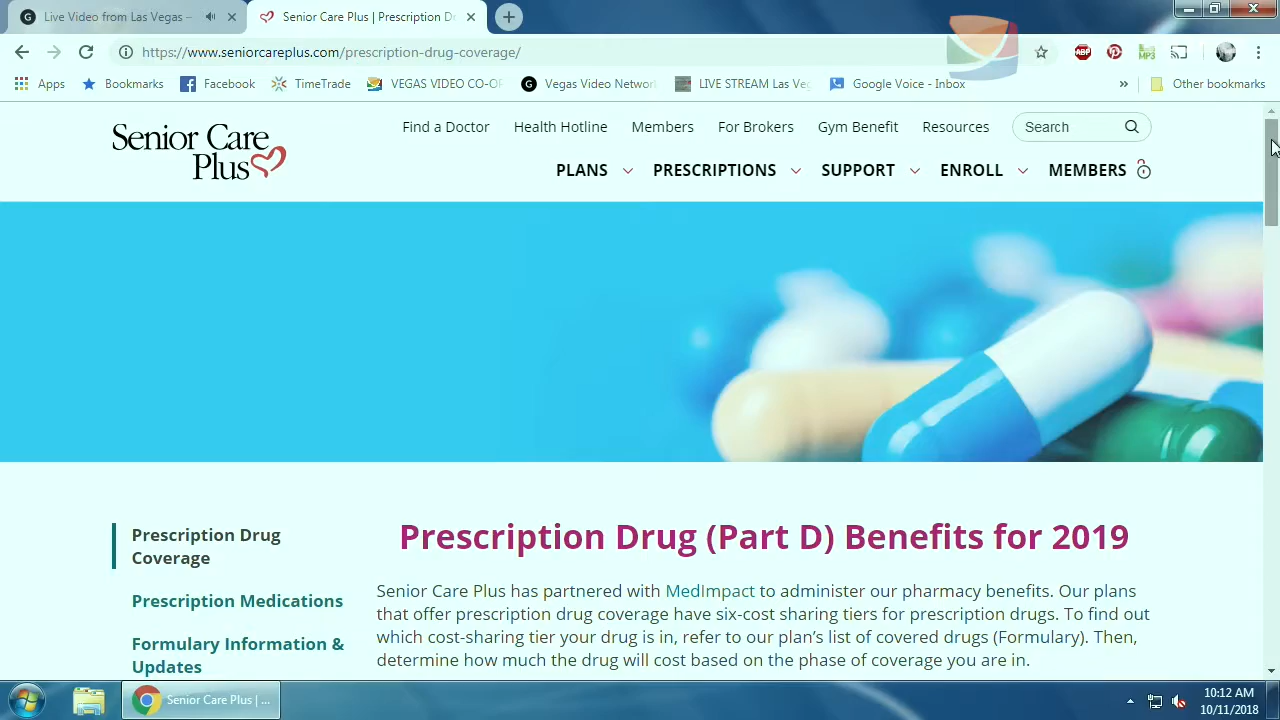 Live Video from Las Vegas –
Senior Care Plus | Prescription D
https://www.seniorcareplus.com/prescription-drug-coverage/
ABP
MP3
Apps
Bookmarks
Facebook
TimeTrade
VEGAS VIDEO CO-OP
Vegas Video Network
LIVE STREAM Las Veg
Google Voice - Inbox
»
Other bookmarks
Senior Care
Plus
Find a Doctor
Health Hotline
Members
For Brokers
Gym Benefit
Resources
Search
PLANS
PRESCRIPTIONS
SUPPORT
ENROLL
MEMBERS
Prescription Drug
Coverage
Prescription Medications
Formulary Information &
Updates
Prescription Drug (Part D) Benefits for 2019
Senior Care Plus has partnered with MedImpact to administer our pharmacy benefits. Our plans
that offer prescription drug coverage have six-cost sharing tiers for prescription drugs. To find out
which cost-sharing tier your drug is in, refer to our plan's list of covered drugs (Formulary). Then,
determine how much the drug will cost based on the phase of coverage you are in.
Senior Care Plus | ...
10:12 AM
10/11/2018